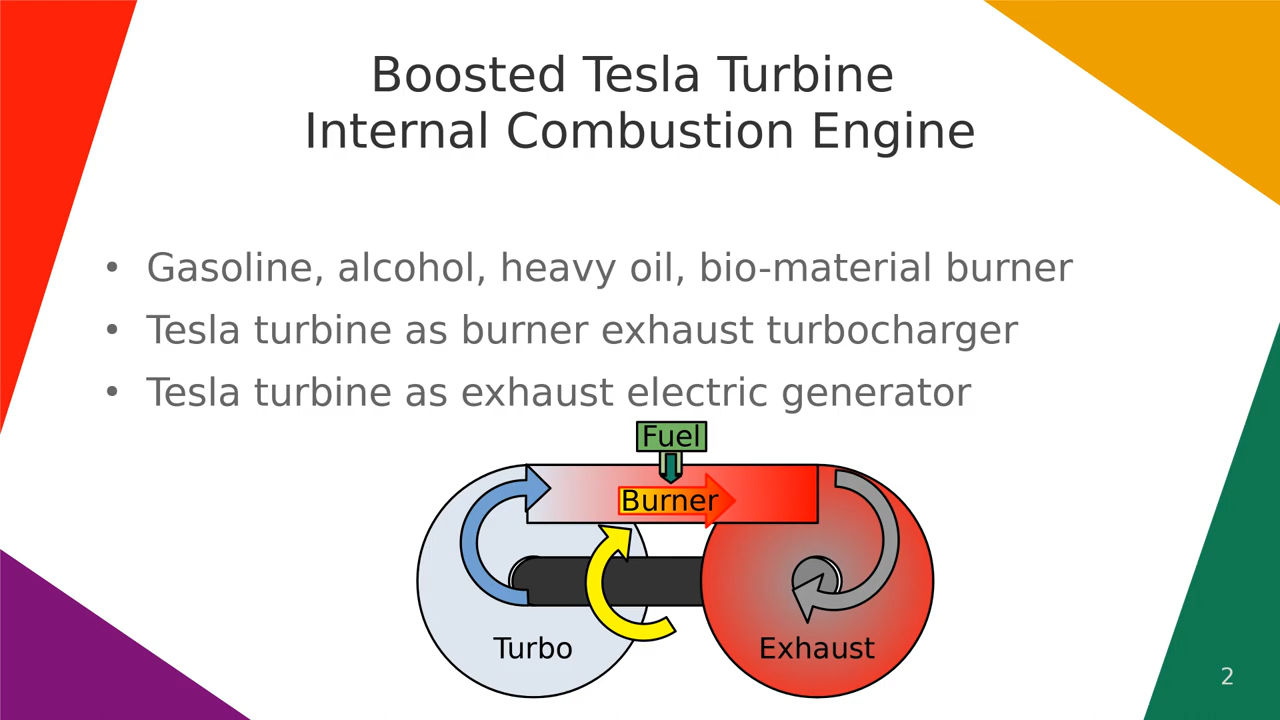 Boosted Tesla Turbine
Internal Combustion Engine
• Gasoline, alcohol, heavy oil, bio-material burner
• Tesla turbine as burner exhaust turbocharger
• Tesla turbine as exhaust electric generator
Fuel
Burner
Turbo
Exhaust
2